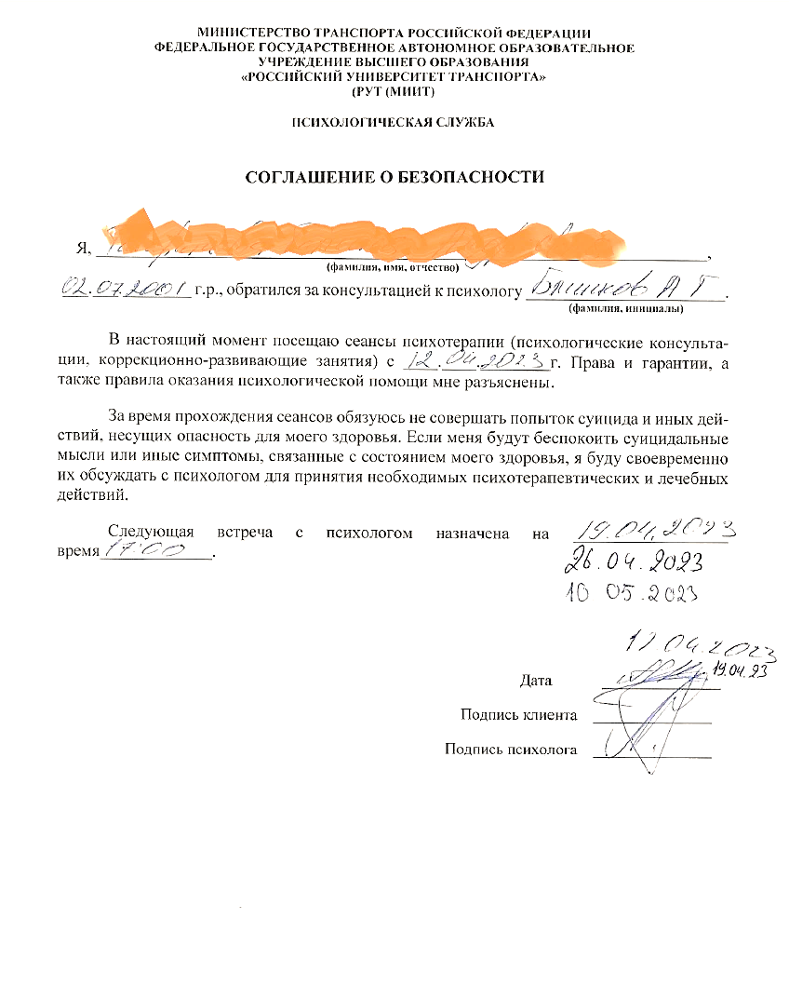 МИНИСТЕРСТВО ТРАНСПОРТА РОССИЙСКОЙ ФЕДЕРАЦИИ
ФЕДЕРАЛЬНОЕ ГОСУДАРСТВЕННОЕ АВТОНОМНОЕ ОБРАЗОВАТЕЛЬНОЕ
УЧРЕЖДЕНИЕ ВЫСШЕГО ОБРАЗОВАНИЯ
«РОССИЙСКИЙ УНИВЕРСИТЕТ ТРАНСПОРТА»
(РУТ (МИИТ)
ПСИХОЛОГИЧЕСКАЯ СЛУЖБА
СОГЛАШЕНИЕ О БЕЗОПАСНОСТИ
Я, ,
(фамилия, имя, отчество)
02.07.2001 г.р., обратился за консультацией к психологу А Г.
(фамилия, инициалы)
В настоящий момент посещаю сеансы психотерапии (психологические консульта-
ции, коррекционно-развивающие занятия) с 12.04.2023 г. Права и гарантии, а
также правила оказания психологической помощи мне разъяснены.
За время прохождения сеансов обязуюсь не совершать попыток суицида и иных дей-
ствий, несущих опасность для моего здоровья. Если меня будут беспокоить суицидальные
мысли или иные симптомы, связанные с состоянием моего здоровья, я буду своевременно
их обсуждать с психологом для принятия необходимых психотерапевтических и лечебных
действий.
Следующая встреча с психологом назначена на 19.04.2023
время 17:00.
26.04.2023
10 05.2023
12.04.2023
Дата 19.04.23
Подпись клиента
Подпись психолога